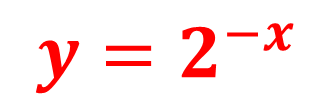 y = 2⁻ˣ